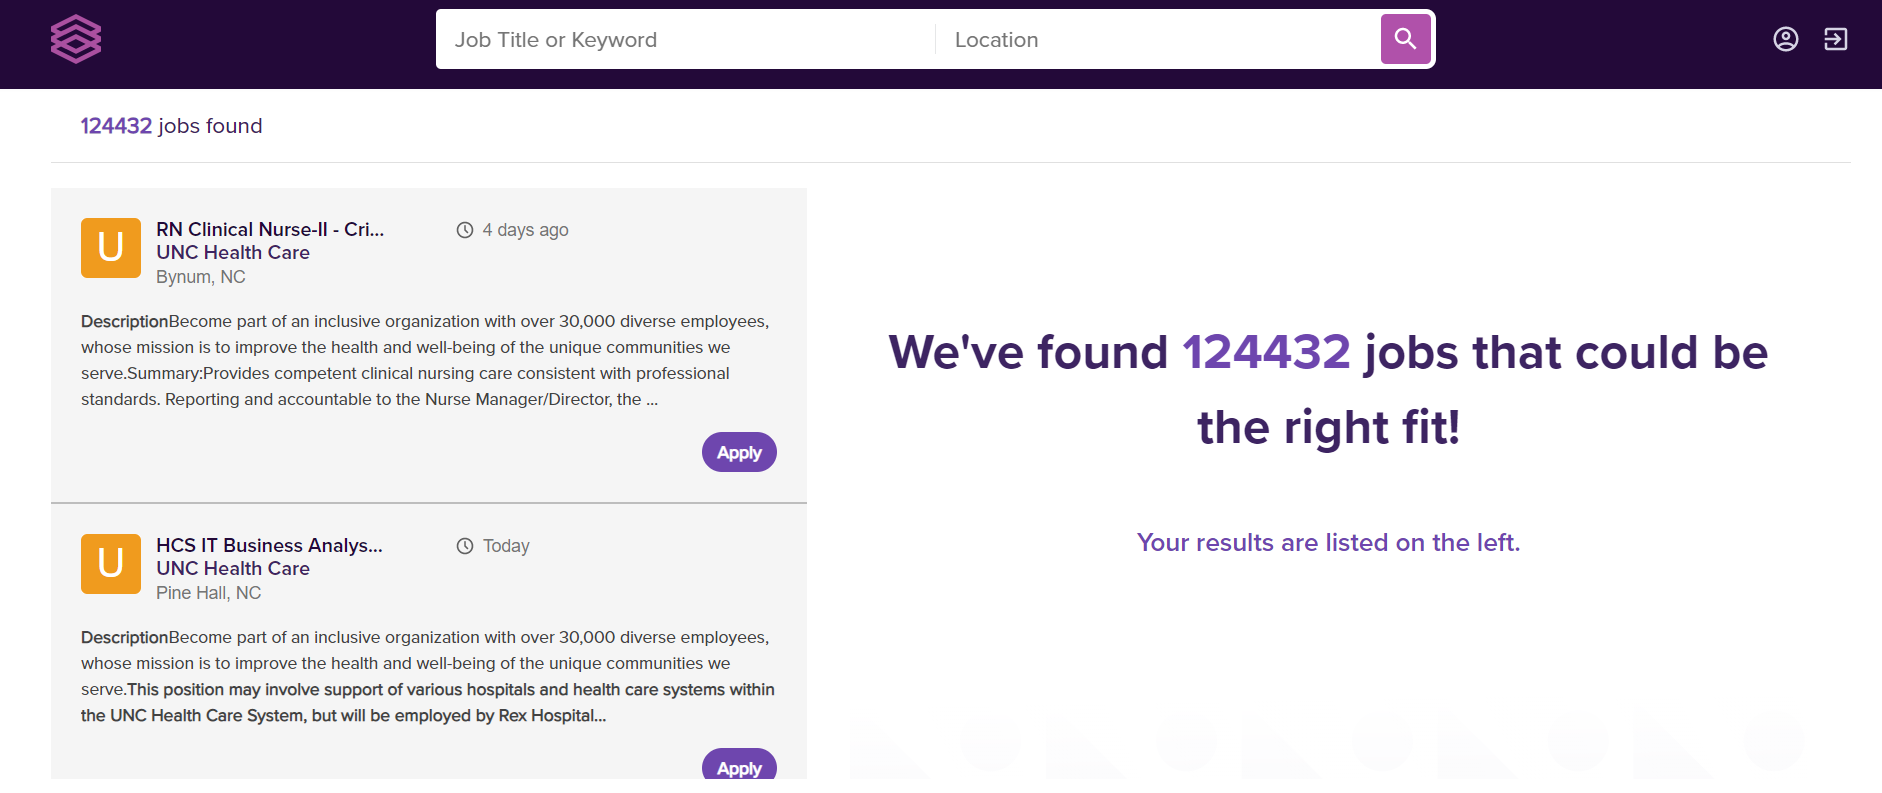 Job Title or Keyword
Location
124432 jobs found
U
RN Clinical Nurse-II - Cri...
4 days ago
UNC Health Care
Bynum, NC
DescriptionBecome part of an inclusive organization with over 30,000 diverse employees,
whose mission is to improve the health and well-being of the unique communities we
serve.Summary:Provides competent clinical nursing care consistent with professional
standards. Reporting and accountable to the Nurse Manager/Director, the ...
Apply
U
HCS IT Business Analys...
Today
UNC Health Care
Pine Hall, NC
DescriptionBecome part of an inclusive organization with over 30,000 diverse employees,
whose mission is to improve the health and well-being of the unique communities we
serve.This position may involve support of various hospitals and health care systems within
the UNC Health Care System, but will be employed by Rex Hospital...
Apply
We've found 124432 jobs that could be
the right fit!
Your results are listed on the left.